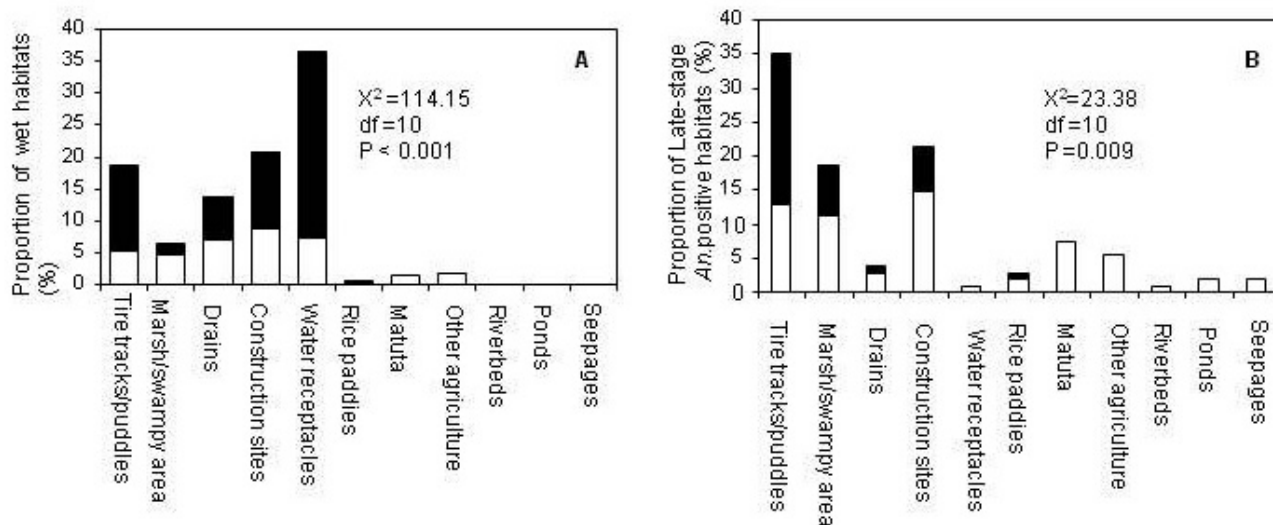 Proportion of wet habitats
(%)
40
35
30
25
20
15
10
5
0
A
X²=114.15
df=10
P < 0.001
Tire tracks/puddles
Marsh/swampy area
Drains
Construction sites
Water receptacles
Rice paddies
Matuta
Other agriculture
Riverbeds
Ponds
Seepages
Proportion of Late-stage
An.positive habitats (%)
40
35
30
25
20
15
10
5
0
B
X²=23.38
df=10
P=0.009
Tire tracks/puddles
Marsh/swampy area
Drains
Construction sites
Water receptacles
Rice paddies
Matuta
Other agriculture
Riverbeds
Ponds
Seepages